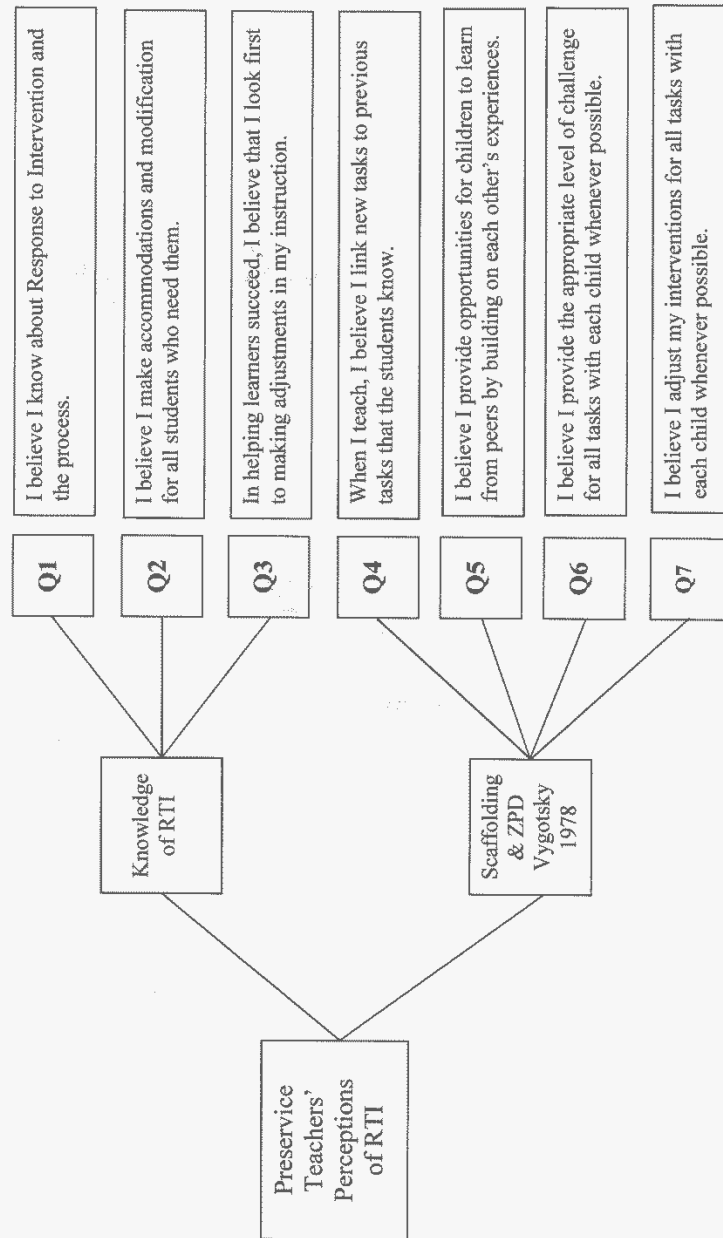 Preservice
Teachers'
Perceptions
of RTI
Knowledge
of RTI
Scaffolding
& ZPD
Vygotsky
1978
Q1
I believe I know about Response to Intervention and
the process.
Q2
I believe I make accommodations and modification
for all students who need them.
Q3
In helping learners succeed, I believe that I look first
to making adjustments in my instruction.
Q4
When I teach, I believe I link new tasks to previous
tasks that the students know.
Q5
I believe I provide opportunities for children to learn
from peers by building on each other's experiences.
Q6
I believe I provide the appropriate level of challenge
for all tasks with each child whenever possible.
Q7
I believe I adjust my interventions for all tasks with
each child whenever possible.